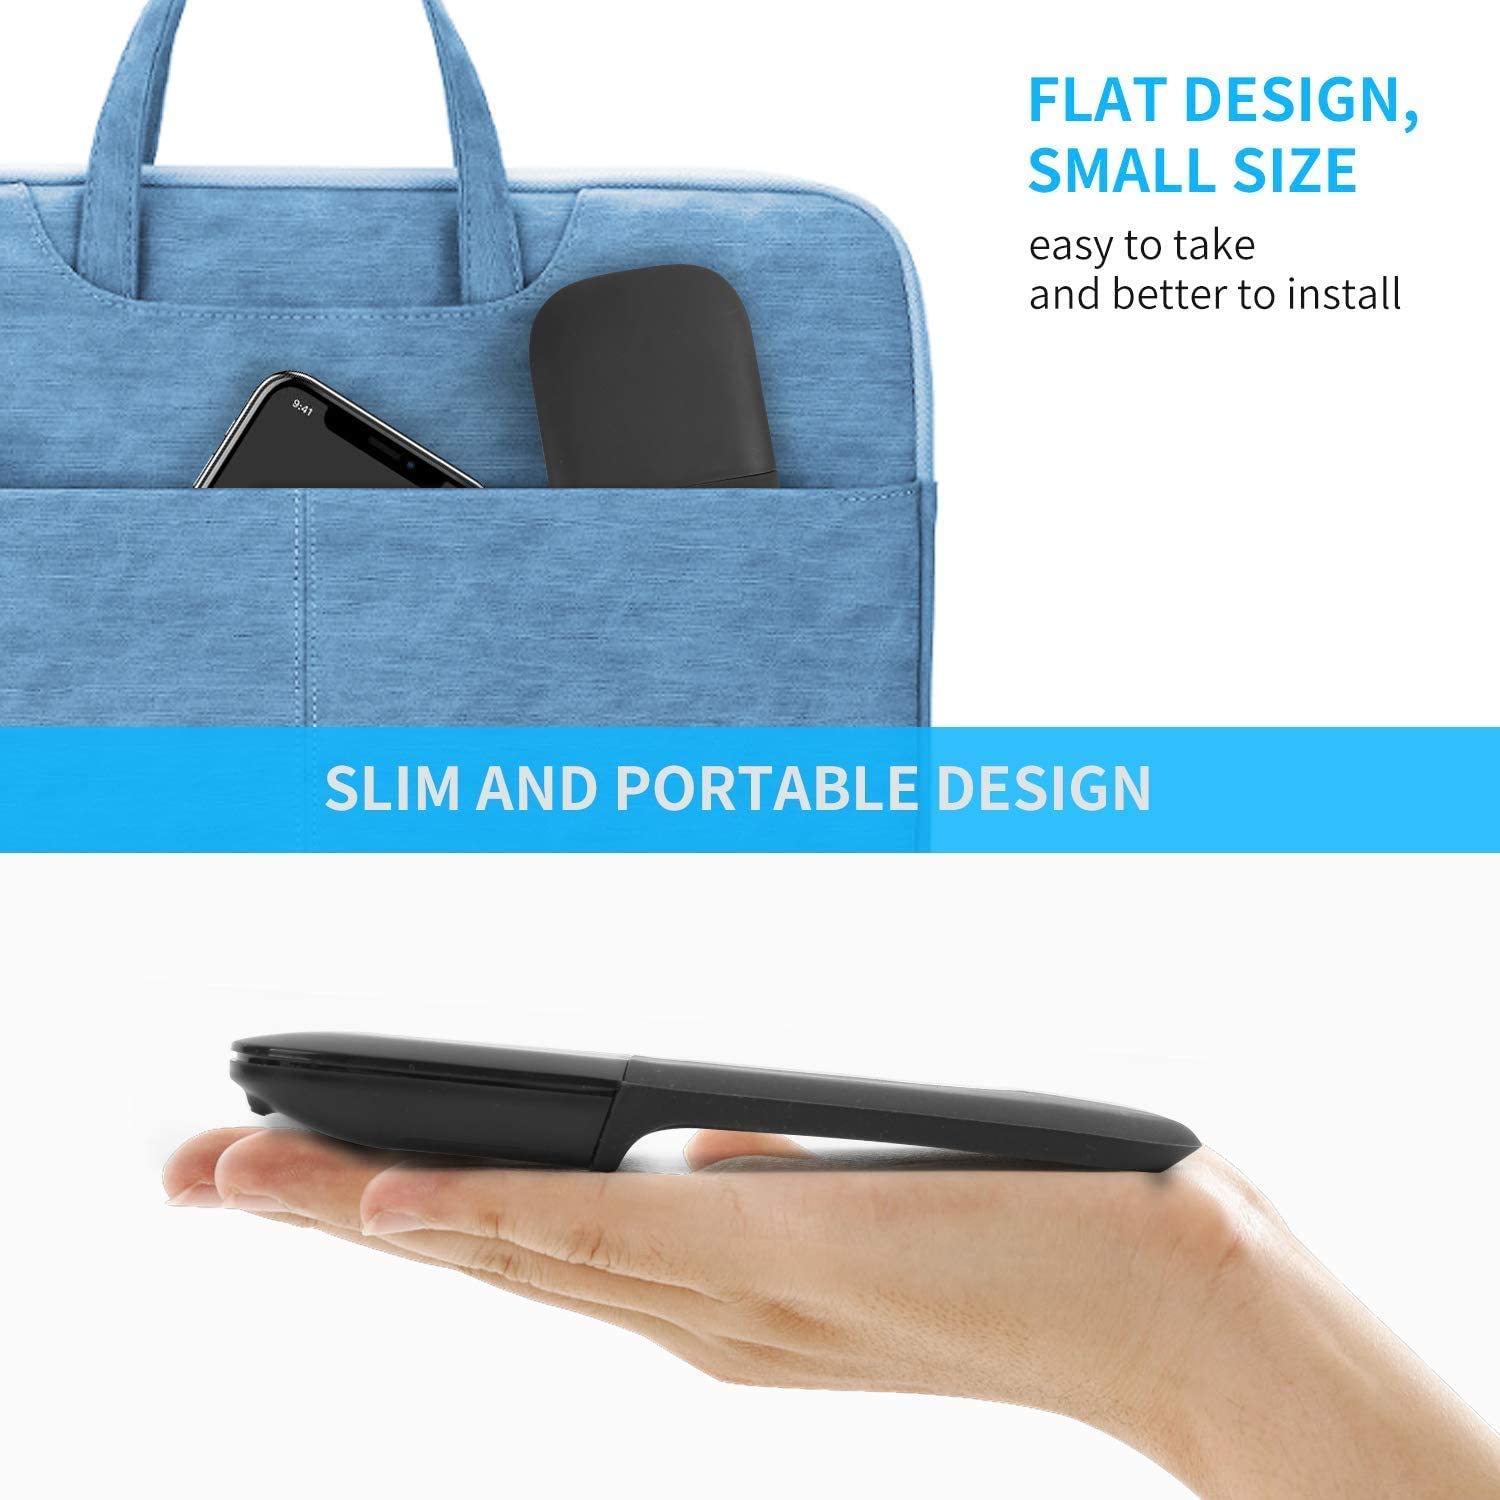 FLAT DESIGN,
SMALL SIZE
easy to take
and better to install
9:41
SLIM AND PORTABLE DESIGN